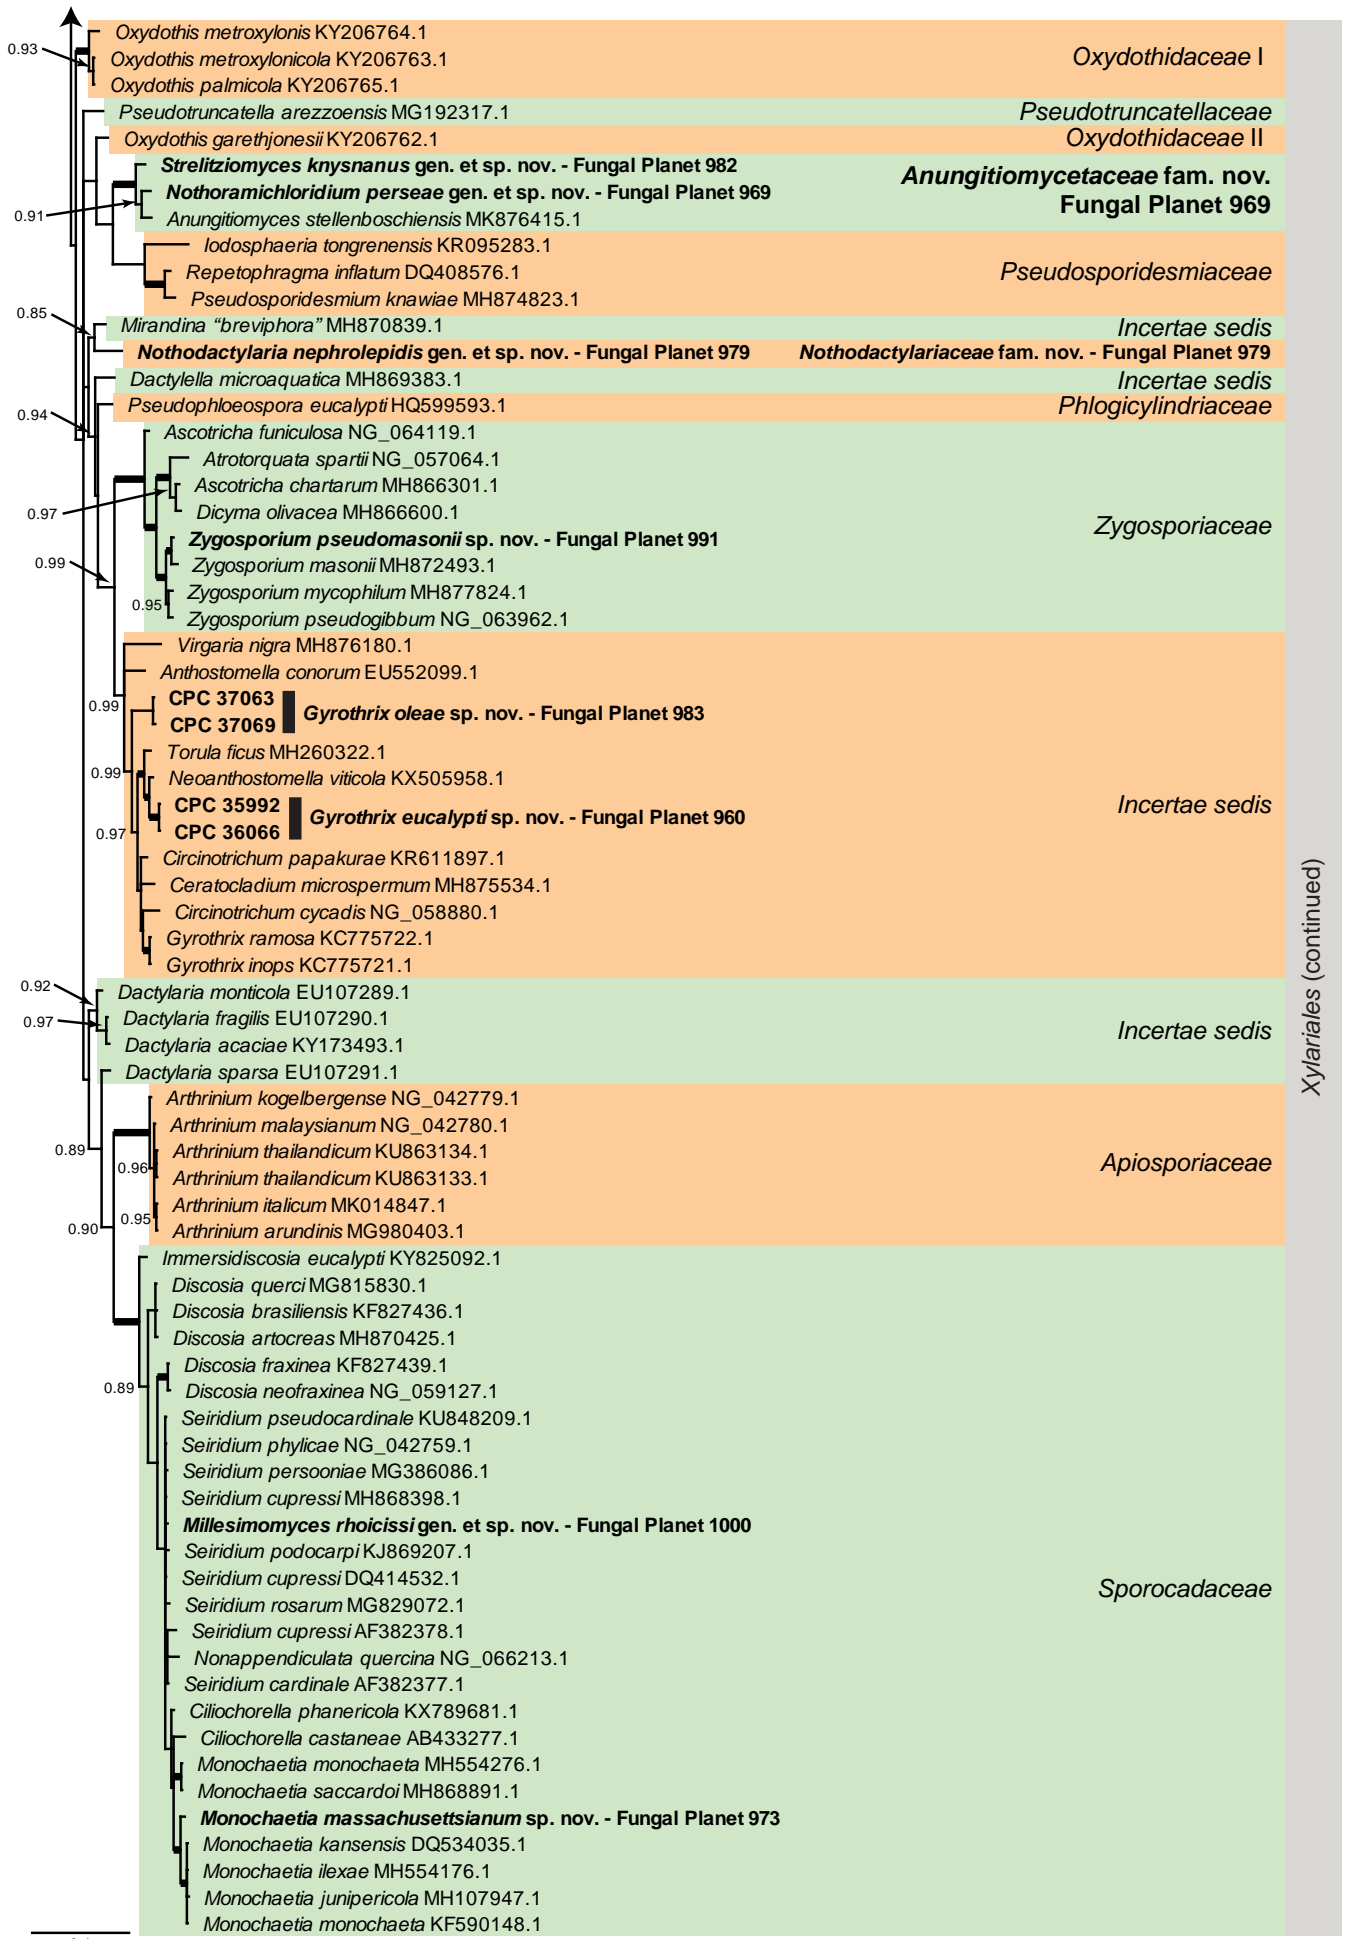 0.93
Oxydothis metroxylonis KY206764.1
Oxydothis metroxylonicola KY206763.1
Oxydothis palmicola KY206765.1
Oxydothidaceae I
Pseudotruncatella arezzoensis MG192317.1
Pseudotruncatellaceae
Oxydothis garethjonesii KY206762.1
Oxydothidaceae II
Strelitziomyces knysnanus gen. et sp. nov. - Fungal Planet 982
Nothoramichloridium perseae gen. et sp. nov. - Fungal Planet 969
0.91
Anungitiomyces stellenboschiensis MK876415.1
Anungitiomycetaceae fam. nov.
Fungal Planet 969
Iodosphaeria tongrenensis KR095283.1
Repetophragma inflatum DQ408576.1
Pseudosporidesmium knawiae MH874823.1
Pseudosporidesmiaceae
0.85
Mirandina “breviphora” MH870839.1
Incertae sedis
Nothodactylaria nephrolepidis gen. et sp. nov. - Fungal Planet 979
Nothodactylariaceae fam. nov. - Fungal Planet 979
Dactylella microaquatica MH869383.1
Incertae sedis
0.94
Pseudophloeospora eucalypti HQ599593.1
Phlogicylindriaceae
Ascotricha funiculosa NG_064119.1
Atrotorquata spartii NG_057064.1
Ascotricha chartarum MH866301.1
0.97
Dicyma olivacea MH866600.1
Zygosporium pseudomasonii sp. nov. - Fungal Planet 991
0.99
Zygosporium masonii MH872493.1
Zygosporium mycophilum MH877824.1
0.95
Zygosporium pseudogibbum NG_063962.1
Zygosporiaceae
Virgaria nigra MH876180.1
Anthostomella conorum EU552099.1
0.99
CPC 37063
CPC 37069
Gyrothrix oleae sp. nov. - Fungal Planet 983
Torula ficus MH260322.1
0.99
Neoanthostomella viticola KX505958.1
CPC 35992
CPC 36066
Gyrothrix eucalypti sp. nov. - Fungal Planet 960
0.97
Circinotrichum papakurae KR611897.1
Ceratocladium microspermum MH875534.1
Circinotrichum cycadis NG_058880.1
Gyrothrix ramosa KC775722.1
Gyrothrix inops KC775721.1
Incertae sedis
0.92
Dactylaria monticola EU107289.1
0.97
Dactylaria fragilis EU107290.1
Dactylaria acaciae KY173493.1
Dactylaria sparsa EU107291.1
Incertae sedis
Arthrinium kogelbergense NG_042779.1
Arthrinium malaysianum NG_042780.1
0.89
Arthrinium thailandicum KU863134.1
0.96
Arthrinium thailandicum KU863133.1
Arthrinium italicum MK014847.1
0.95
0.90
Arthrinium arundinis MG980403.1
Apiosporiaceae
Immersidiscosia eucalypti KY825092.1
Discosia querci MG815830.1
Discosia brasiliensis KF827436.1
Discosia artocreas MH870425.1
Discosia fraxinea KF827439.1
0.89
Discosia neofraxinea NG_059127.1
Seiridium pseudocardinale KU848209.1
Seiridium phylicae NG_042759.1
Seiridium persooniae MG386086.1
Seiridium cupressi MH868398.1
Millesimomyces rhoicissi gen. et sp. nov. - Fungal Planet 1000
Seiridium podocarpi KJ869207.1
Seiridium cupressi DQ414532.1
Seiridium rosarum MG829072.1
Seiridium cupressi AF382378.1
Nonappendiculata quercina NG_066213.1
Seiridium cardinale AF382377.1
Ciliochorella phanericola KX789681.1
Ciliochorella castaneae AB433277.1
Monochaetia monochaeta MH554276.1
Monochaetia saccardoi MH868891.1
Monochaetia massachusettsianum sp. nov. - Fungal Planet 973
Monochaetia kansensis DQ534035.1
Monochaetia ilexae MH554176.1
Monochaetia junipericola MH107947.1
Monochaetia monochaeta KF590148.1
Sporocadaceae
Xylariales (continued)